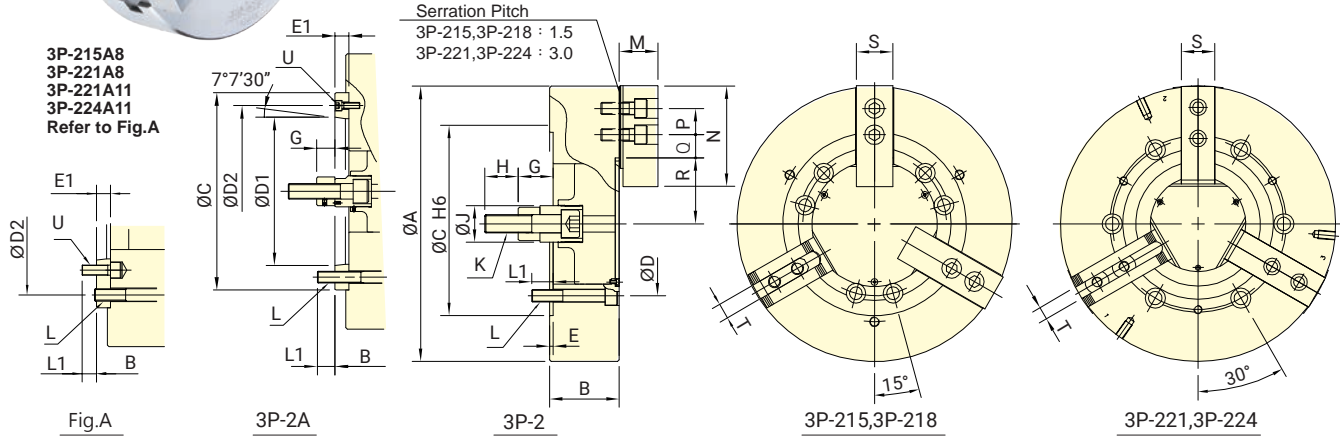 3P-215A8
3P-221A8
3P-221A11
3P-224A11
Refer to Fig.A
E1
U
ØD2
L
L1
B
Fig.A
E1
U
7°7'30”
G
ØC
ØD2
ØD1
L
L1
B
3P-2A
Serration Pitch
3P-215,3P-218 : 1.5
3P-221,3P-224 : 3.0
M
N
P
Q
R
H
G
ØA
ØC H6
ØJ
K
L1
L
E
ØD
B
3P-2
S
T
15°
3P-215,3P-218
S
2
3
1
T
30°
3P-221,3P-224